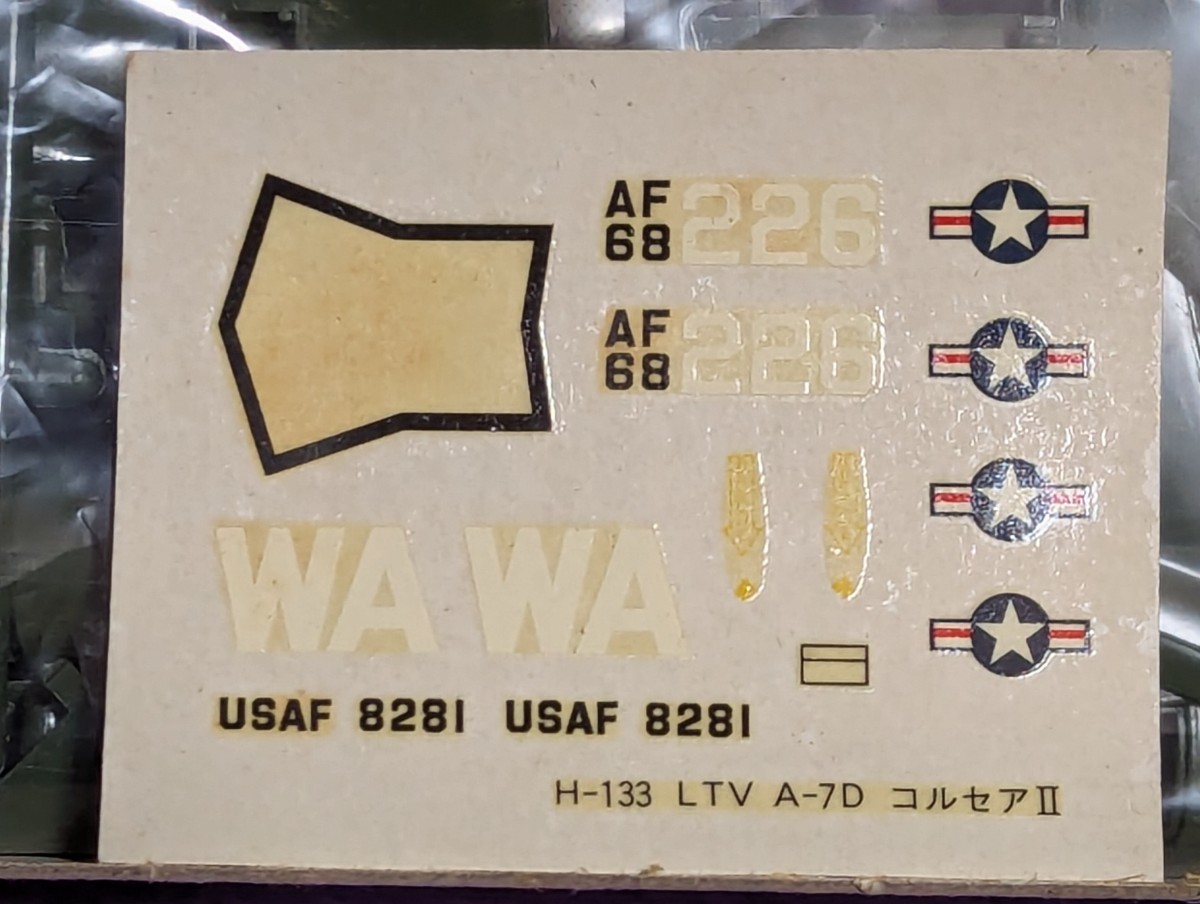 AF
68 226
AF
68 226
WA WA
USAF 8281 USAF 8281
H-133 LTV A-7D コルセアⅡ